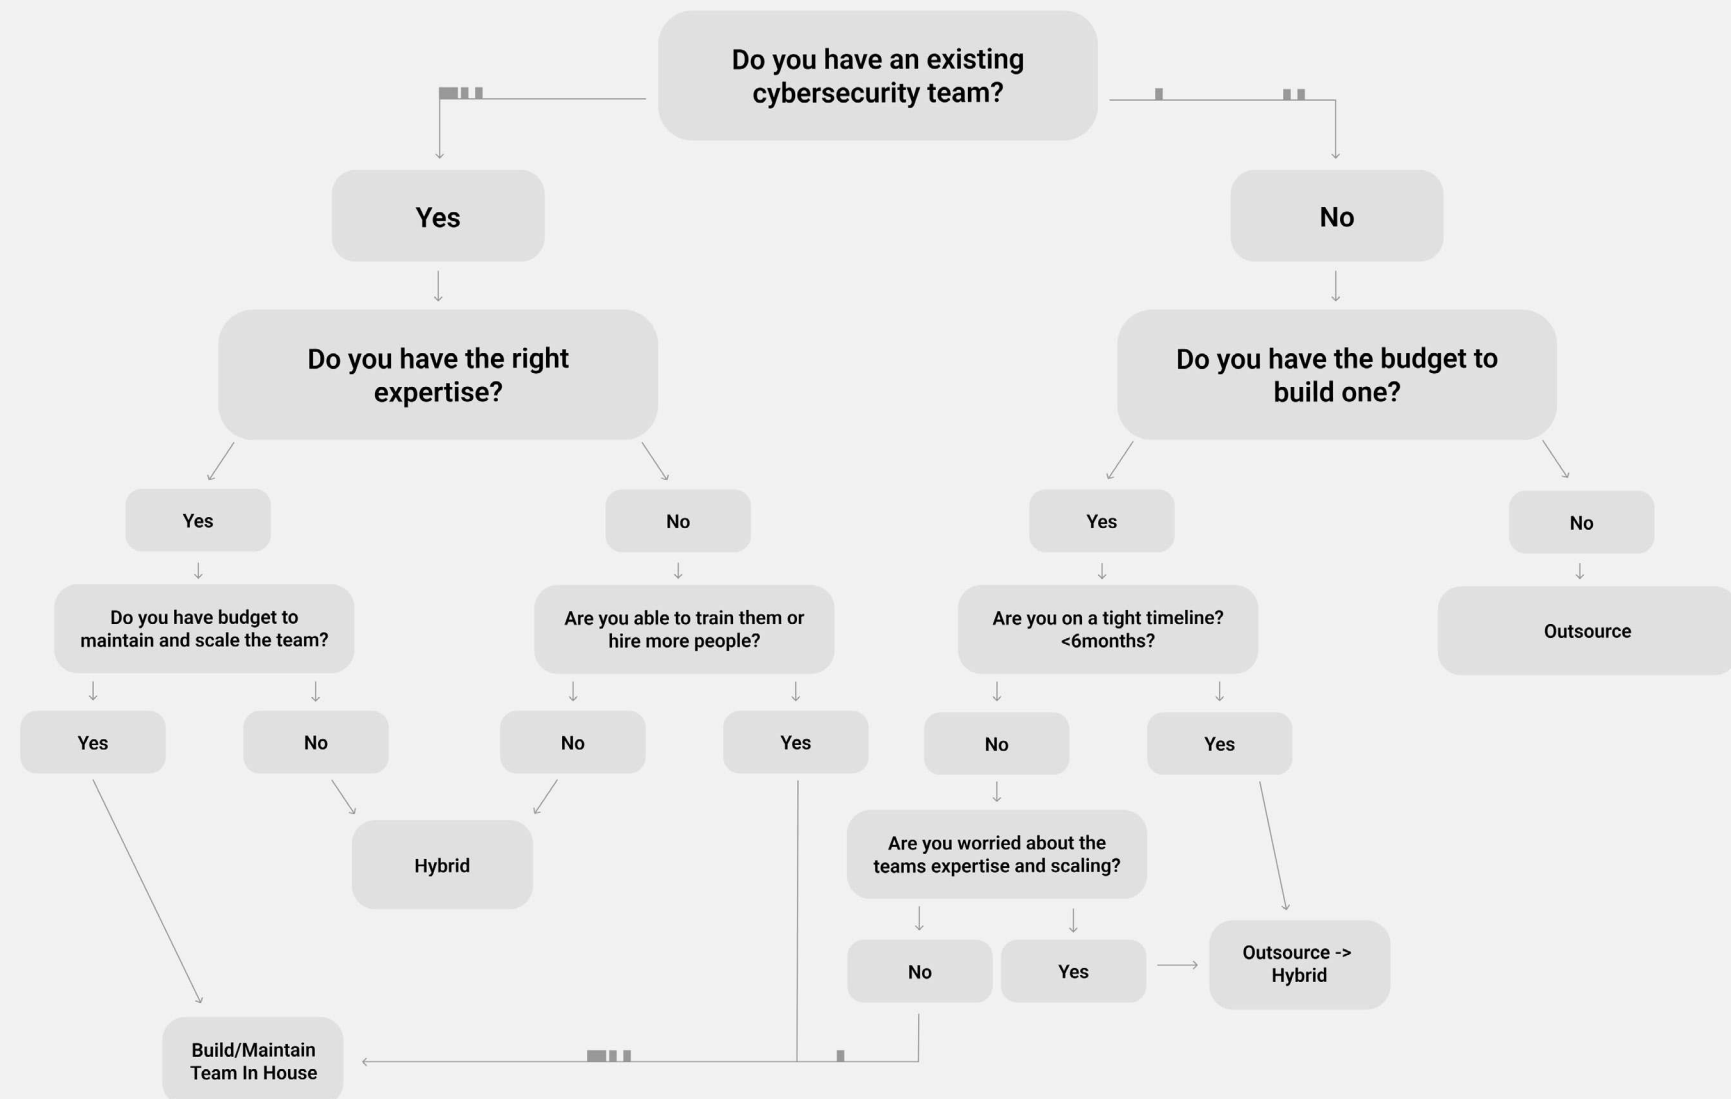 Do you have an existing
cybersecurity team?
Yes
No
Do you have the right
expertise?
Do you have the budget to
build one?
Yes
No
Yes
No
Do you have budget to
maintain and scale the team?
Are you able to train them or
hire more people?
Are you on a tight timeline?
<6months?
Outsource
Yes
No
No
Yes
No
Yes
Hybrid
Are you worried about the
teams expertise and scaling?
No
Yes
Outsource ->
Hybrid
Build/Maintain
Team In House